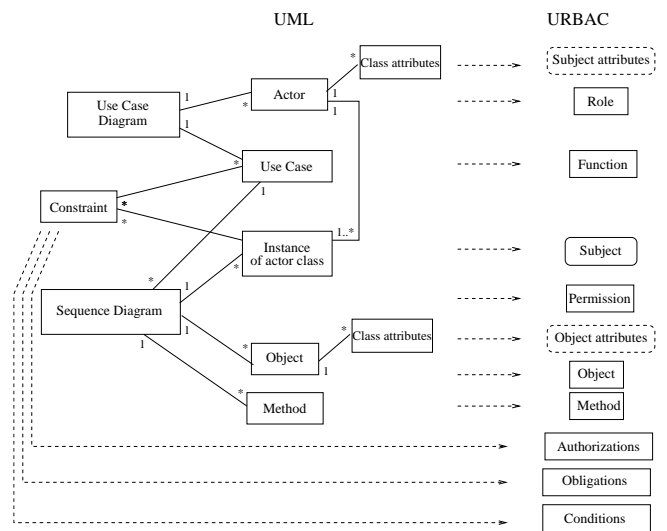 UML
URBAC
*
Class attributes
Subject attributes
1
Actor
1
Use Case
Diagram
*
1
Role
1
*
Use Case
Function
1
Constraint
*
*
1..*
Instance
of actor class
Subject
*
1
*
Sequence Diagram
Permission
1
*
Class attributes
Object attributes
1
*
Object
1
Object
*
Method
Method
Authorizations
Obligations
Conditions